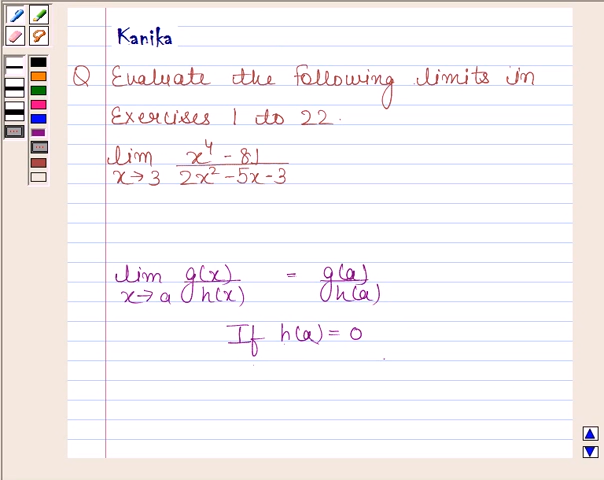 Kanika
Q Evaluate the following limits in
Exercises 1 to 22.
lim x→3 x⁴ - 81 / 2x² - 5x - 3
lim x→a g(x) / h(x) = g(a) / h(a)
If h(a) = 0